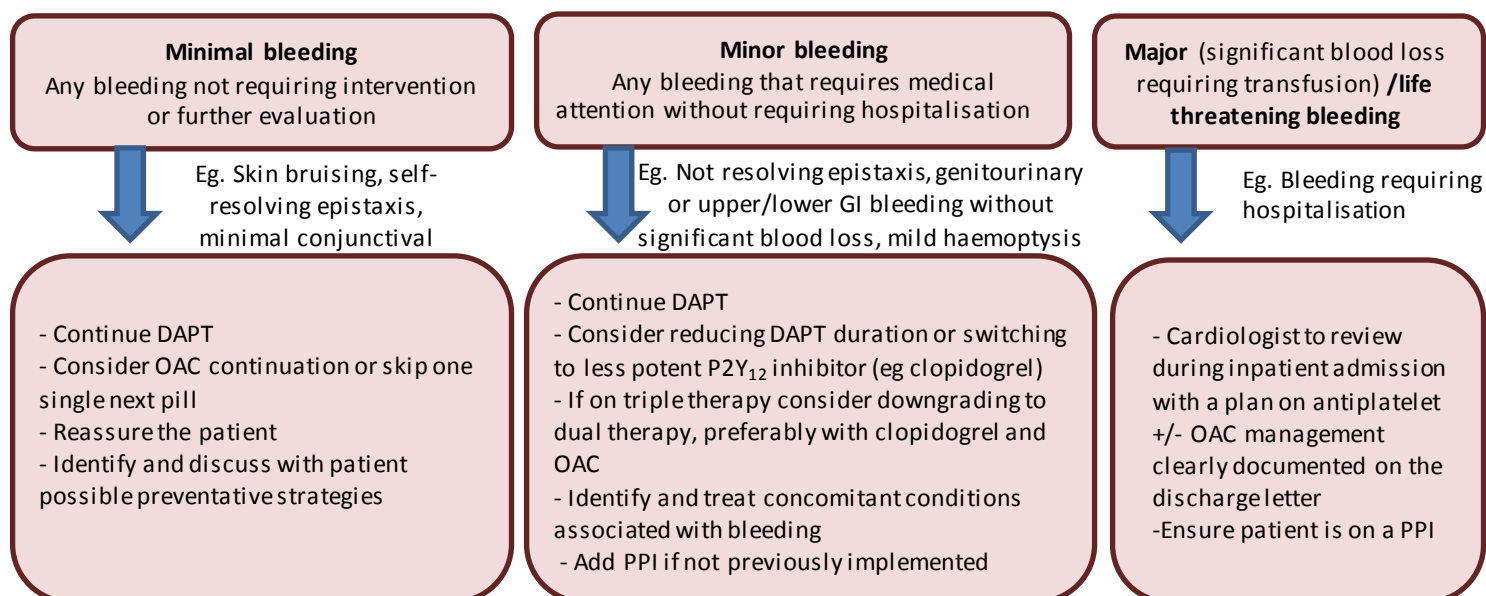 Minimal bleeding
Any bleeding not requiring intervention
or further evaluation
Eg. Skin bruising, self-
resolving epistaxis,
minimal conjunctival
- Continue DAPT
- Consider OAC continuation or skip one
single next pill
- Reassure the patient
- Identify and discuss with patient
possible preventative strategies
Minor bleeding
Any bleeding that requires medical
attention without requiring hospitalisation
Eg. Not resolving epistaxis, genitourinary
or upper/lower GI bleeding without
significant blood loss, mild haemoptysis
- Continue DAPT
- Consider reducing DAPT duration or switching
to less potent P2Y₁₂ inhibitor (eg clopidogrel)
- If on triple therapy consider downgrading to
dual therapy, preferably with clopidogrel and
OAC
- Identify and treat concomitant conditions
associated with bleeding
- Add PPI if not previously implemented
Major (significant blood loss
requiring transfusion) /life
threatening bleeding
Eg. Bleeding requiring
hospitalisation
- Cardiologist to review
during inpatient admission
with a plan on antiplatelet
+/- OAC management
clearly documented on the
discharge letter
-Ensure patient is on a PPI